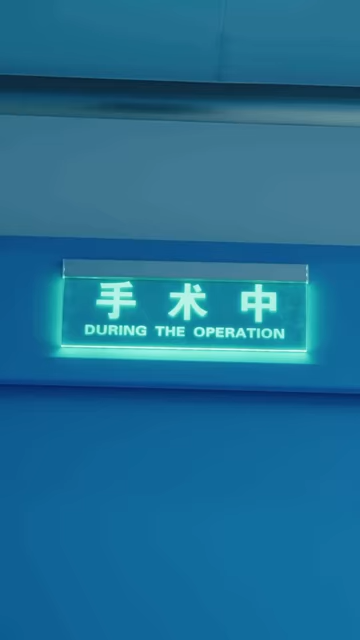 手术中
DURING THE OPERATION